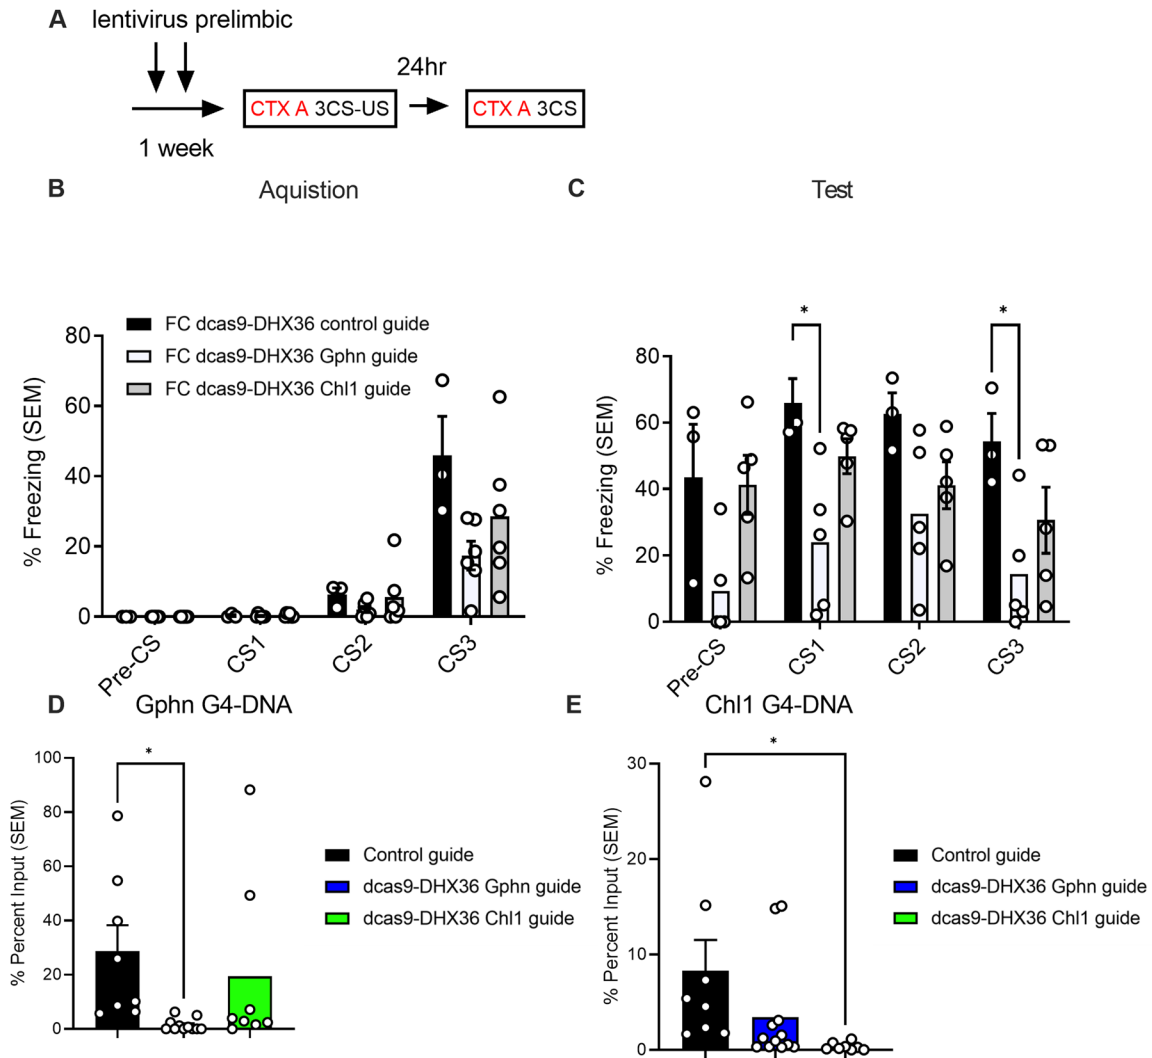 A lentivirus prelimbic
24hr
CTX A 3CS-US
CTX A 3CS
1 week
B Aquistion
C Test
FC dcas9-DHX36 control guide
FC dcas9-DHX36 Gphn guide
FC dcas9-DHX36 Chl1 guide
% Freezing (SEM)
80
60
40
20
0
Pre-CS
CS1
CS2
CS3
*
*
% Freezing (SEM)
80
60
40
20
0
Pre-CS
CS1
CS2
CS3
D Gphn G4-DNA
*
% Percent Input (SEM)
100
80
60
40
20
0
Control guide
dcas9-DHX36 Gphn guide
dcas9-DHX36 Chl1 guide
E Chl1 G4-DNA
*
% Percent Input (SEM)
30
20
10
0
Control guide
dcas9-DHX36 Gphn guide
dcas9-DHX36 Chl1 guide